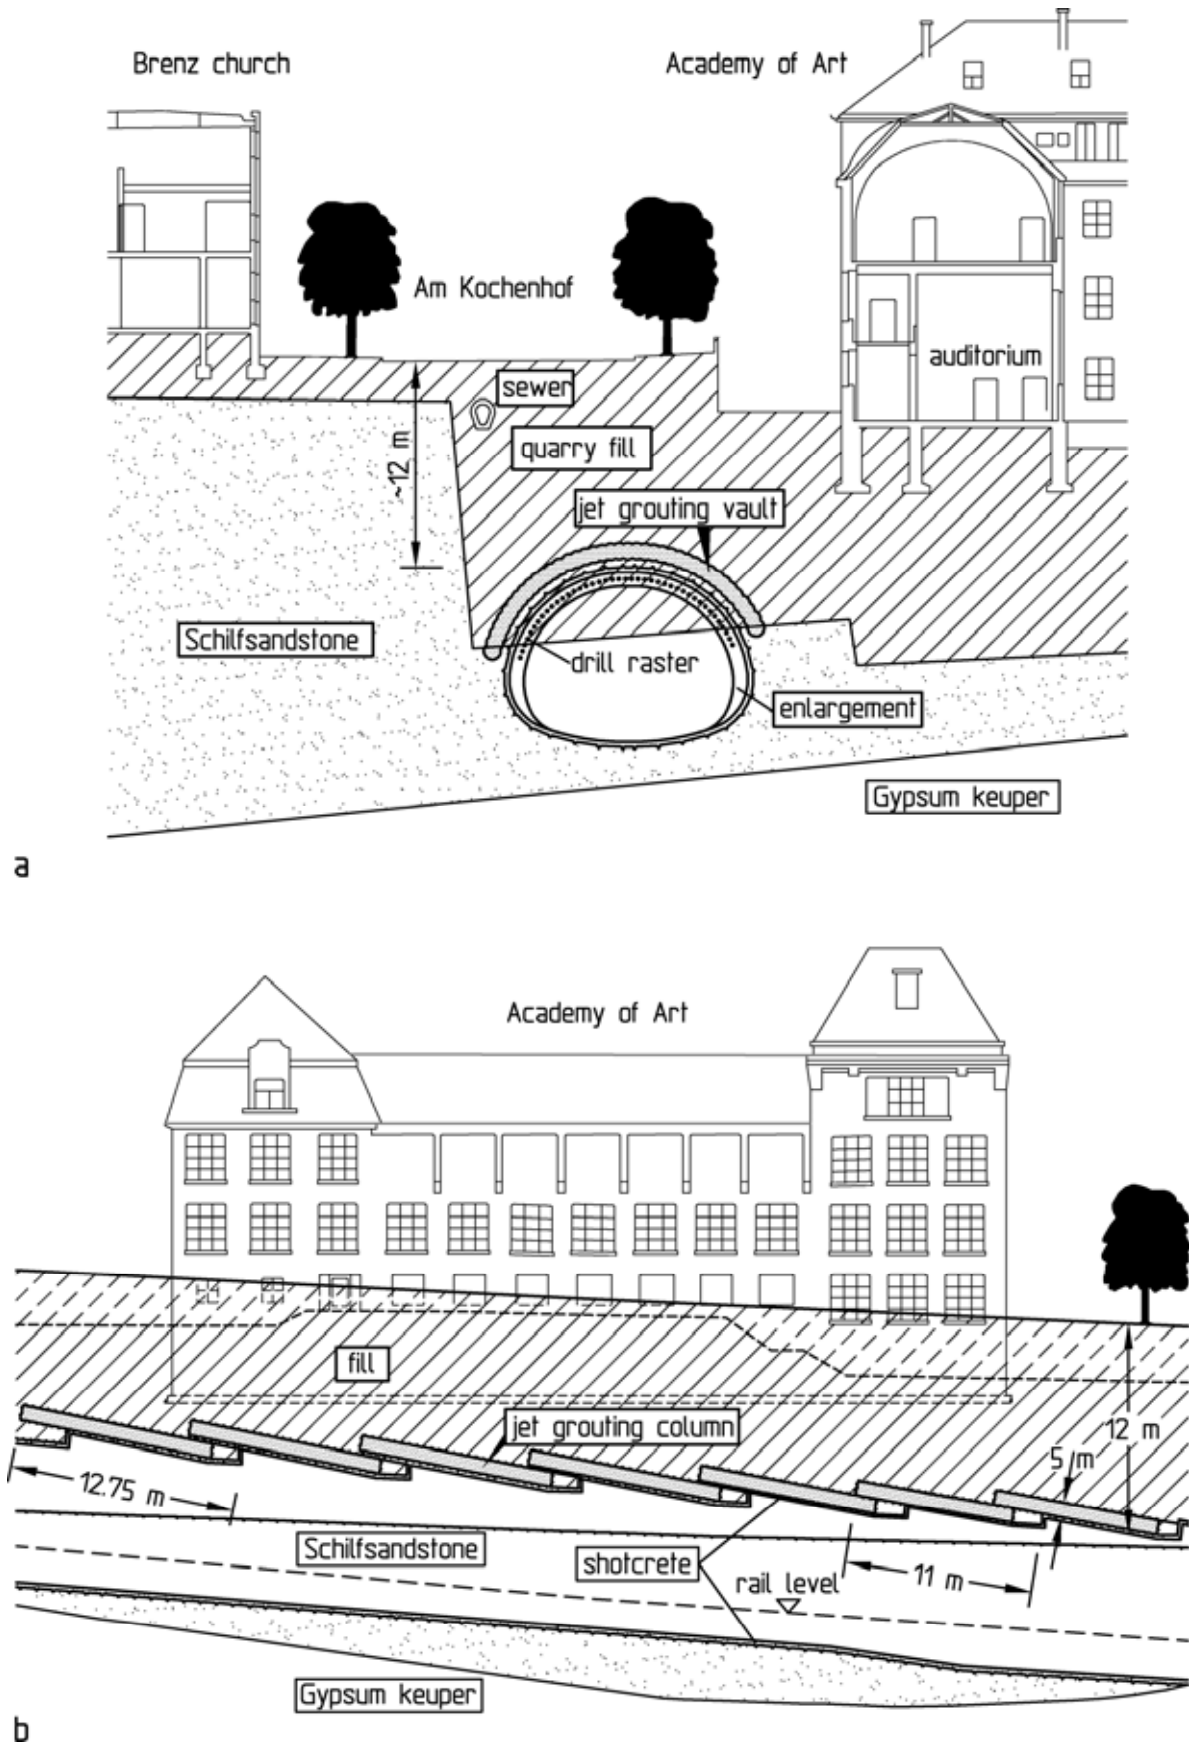 Brenz church
Academy of Art
Am Kochenhof
auditorium
sewer
~12 m
quarry fill
jet grouting vault
Schilfsandstone
drill raster
enlargement
Gypsum keuper
a
Academy of Art
fill
jet grouting column
12 m
5 m
12.75 m
Schilfsandstone
shotcrete
rail level
11 m
Gypsum keuper
b